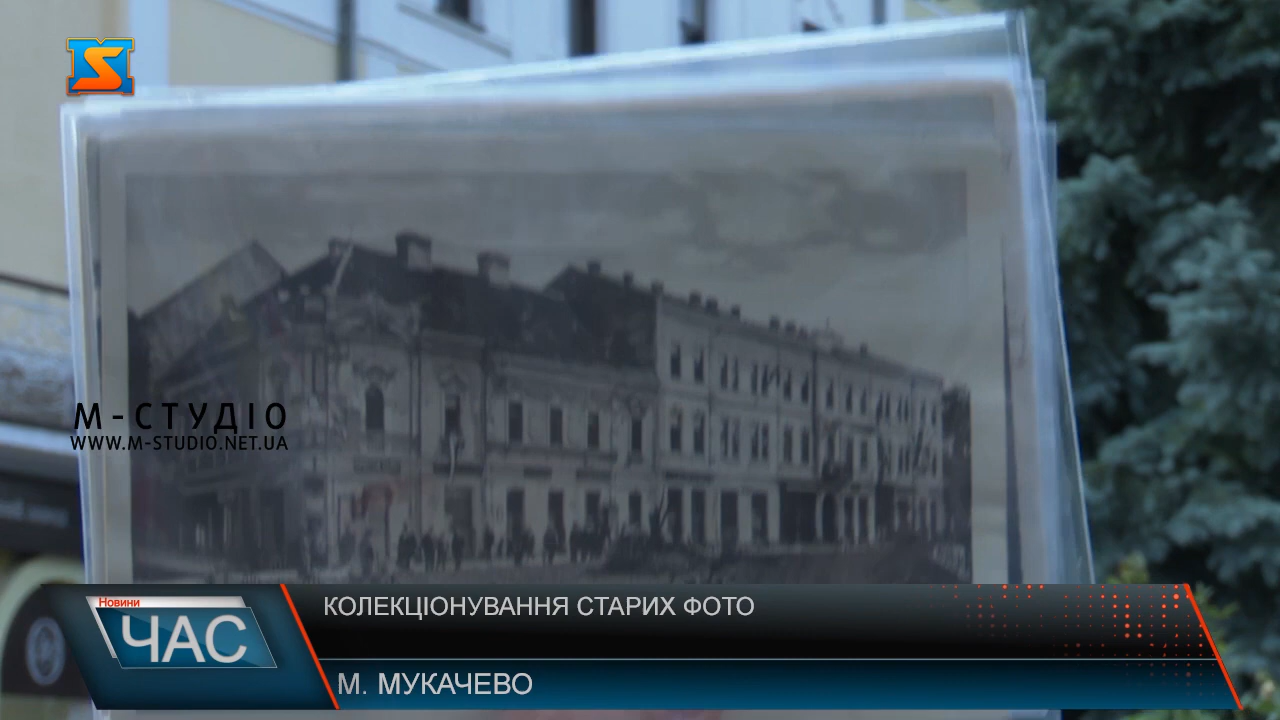 М-СТУДІО
WWW.M-STUDIO.NET.UA
Новини
ЧАС
КОЛЕКЦІОНУВАННЯ СТАРИХ ФОТО
М. МУКАЧЕВО